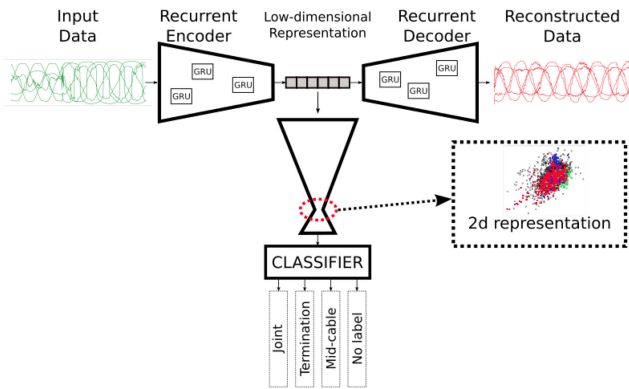 Input
Data
Recurrent
Encoder
Low-dimensional
Representation
Recurrent
Decoder
Reconstructed
Data
GRU
GRU
GRU
GRU
GRU
GRU
2d representation
CLASSIFIER
Joint
Termination
Mid-cable
No label